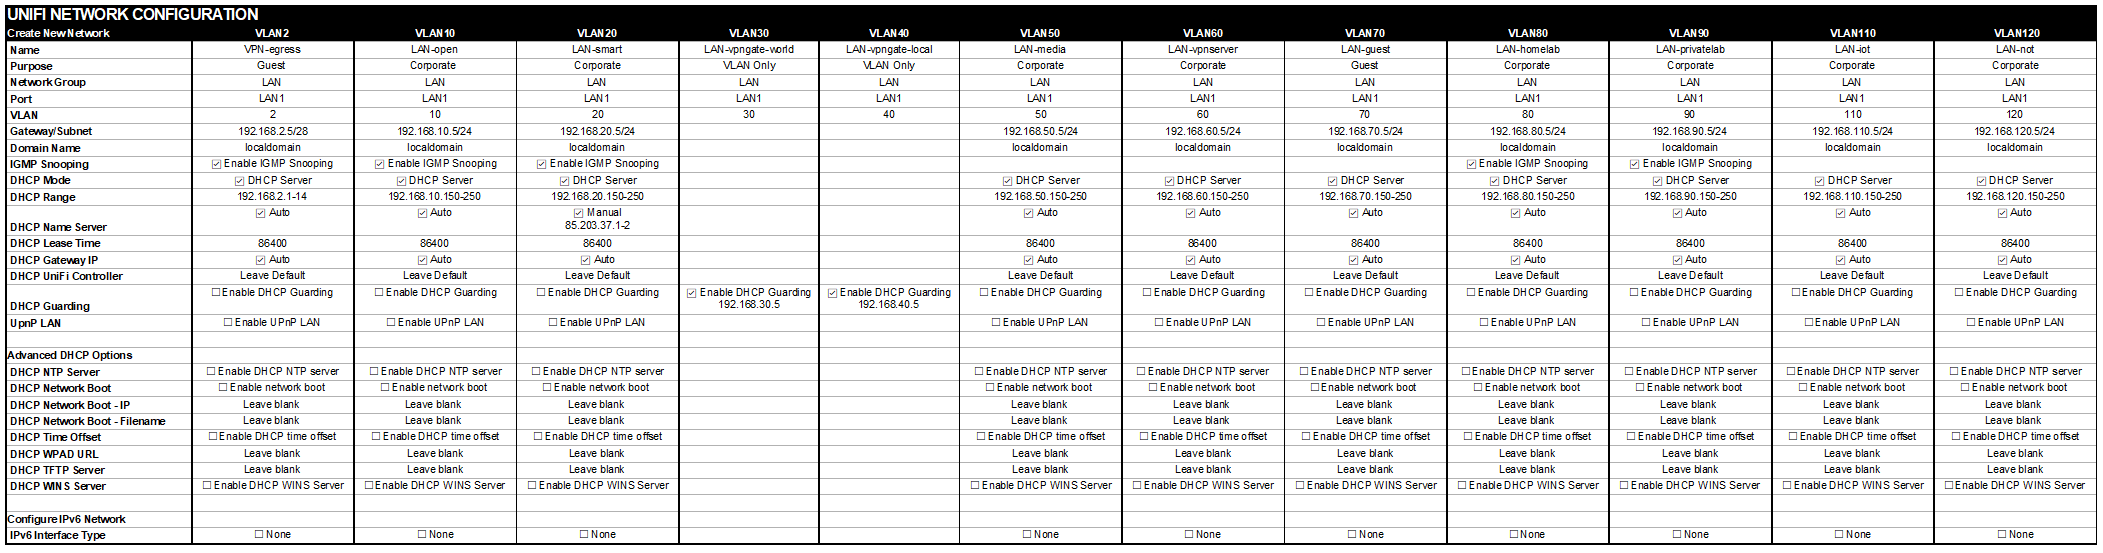 UNIFI NETWORK CONFIGURATION
Create New Network VLAN2 VLAN10 VLAN20 VLAN30 VLAN40 VLAN50 VLAN60 VLAN70 VLAN80 VLAN90 VLAN110 VLAN120
Name VPN-egress LAN-open LAN-smart LAN-vpngate-world LAN-vpngate-local LAN-media LAN-vpnserver LAN-guest LAN-homelab LAN-privatelab LAN-iot LAN-not
Purpose Guest Corporate Corporate VLAN Only VLAN Only Corporate Corporate Guest Corporate Corporate Corporate Corporate
Network Group LAN LAN LAN LAN LAN LAN LAN LAN LAN LAN LAN LAN
Port LAN1 LAN1 LAN1 LAN1 LAN1 LAN1 LAN1 LAN1 LAN1 LAN1 LAN1 LAN1
VLAN 2 10 20 30 40 50 60 70 80 90 110 120
Gateway/Subnet 192.168.2.5/28 192.168.10.5/24 192.168.20.5/24 192.168.50.5/24 192.168.60.5/24 192.168.70.5/24 192.168.80.5/24 192.168.90.5/24 192.168.110.5/24 192.168.120.5/24
Domain Name localdomain localdomain localdomain localdomain localdomain localdomain localdomain localdomain localdomain localdomain
IGMP Snooping ☑ Enable IGMP Snooping ☑ Enable IGMP Snooping ☑ Enable IGMP Snooping ☑ Enable IGMP Snooping ☑ Enable IGMP Snooping
DHCP Mode ☑ DHCP Server ☑ DHCP Server ☑ DHCP Server ☑ DHCP Server ☑ DHCP Server ☑ DHCP Server ☑ DHCP Server ☑ DHCP Server ☑ DHCP Server ☑ DHCP Server
DHCP Range 192.168.2.1-14 192.168.10.150-250 192.168.20.150-250 192.168.50.150-250 192.168.60.150-250 192.168.70.150-250 192.168.80.150-250 192.168.90.150-250 192.168.110.150-250 192.168.120.150-250
☑ Auto ☑ Auto ☑ Manual ☑ Auto ☑ Auto ☑ Auto ☑ Auto ☑ Auto ☑ Auto ☑ Auto
DHCP Name Server 85.203.37.1-2
DHCP Lease Time 86400 86400 86400 86400 86400 86400 86400 86400 86400 86400
DHCP Gateway IP ☑ Auto ☑ Auto ☑ Auto ☑ Auto ☑ Auto ☑ Auto ☑ Auto ☑ Auto ☑ Auto ☑ Auto
DHCP UniFi Controller Leave Default Leave Default Leave Default Leave Default Leave Default Leave Default Leave Default Leave Default Leave Default Leave Default
☐ Enable DHCP Guarding ☐ Enable DHCP Guarding ☐ Enable DHCP Guarding ☑ Enable DHCP Guarding ☑ Enable DHCP Guarding ☐ Enable DHCP Guarding ☐ Enable DHCP Guarding ☐ Enable DHCP Guarding ☐ Enable DHCP Guarding ☐ Enable DHCP Guarding ☐ Enable DHCP Guarding ☐ Enable DHCP Guarding
DHCP Guarding 192.168.30.5 192.168.40.5
UpnP LAN ☐ Enable UPnP LAN ☐ Enable UPnP LAN ☐ Enable UPnP LAN ☐ Enable UPnP LAN ☐ Enable UPnP LAN ☐ Enable UPnP LAN ☐ Enable UPnP LAN ☐ Enable UPnP LAN ☐ Enable UPnP LAN ☐ Enable UPnP LAN
Advanced DHCP Options
DHCP NTP Server ☐ Enable DHCP NTP server ☐ Enable DHCP NTP server ☐ Enable DHCP NTP server ☐ Enable DHCP NTP server ☐ Enable DHCP NTP server ☐ Enable DHCP NTP server ☐ Enable DHCP NTP server ☐ Enable DHCP NTP server ☐ Enable DHCP NTP server ☐ Enable DHCP NTP server
DHCP Network Boot ☐ Enable network boot ☐ Enable network boot ☐ Enable network boot ☐ Enable network boot ☐ Enable network boot ☐ Enable network boot ☐ Enable network boot ☐ Enable network boot ☐ Enable network boot ☐ Enable network boot
DHCP Network Boot - IP Leave blank Leave blank Leave blank Leave blank Leave blank Leave blank Leave blank Leave blank Leave blank Leave blank
DHCP Network Boot - Filename Leave blank Leave blank Leave blank Leave blank Leave blank Leave blank Leave blank Leave blank Leave blank Leave blank
DHCP Time Offset ☐ Enable DHCP time offset ☐ Enable DHCP time offset ☐ Enable DHCP time offset ☐ Enable DHCP time offset ☐ Enable DHCP time offset ☐ Enable DHCP time offset ☐ Enable DHCP time offset ☐ Enable DHCP time offset ☐ Enable DHCP time offset ☐ Enable DHCP time offset
DHCP WPAD URL Leave blank Leave blank Leave blank Leave blank Leave blank Leave blank Leave blank Leave blank Leave blank Leave blank
DHCP TFTP Server Leave blank Leave blank Leave blank Leave blank Leave blank Leave blank Leave blank Leave blank Leave blank Leave blank
DHCP WINS Server ☐ Enable DHCP WINS Server ☐ Enable DHCP WINS Server ☐ Enable DHCP WINS Server ☐ Enable DHCP WINS Server ☐ Enable DHCP WINS Server ☐ Enable DHCP WINS Server ☐ Enable DHCP WINS Server ☐ Enable DHCP WINS Server ☐ Enable DHCP WINS Server ☐ Enable DHCP WINS Server
Configure IPv6 Network
IPv6 Interface Type ☐ None ☐ None ☐ None ☐ None ☐ None ☐ None ☐ None ☐ None ☐ None ☐ None